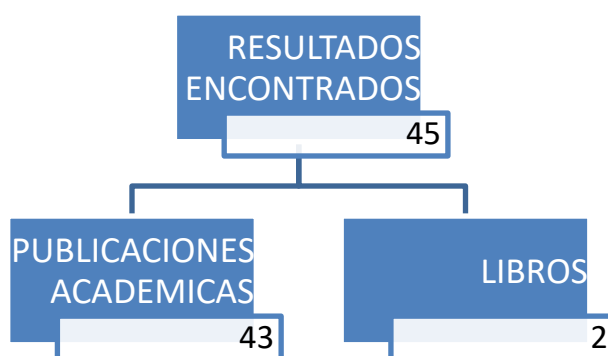 RESULTADOS
ENCONTRADOS
45
PUBLICACIONES
ACADEMICAS
43
LIBROS
2